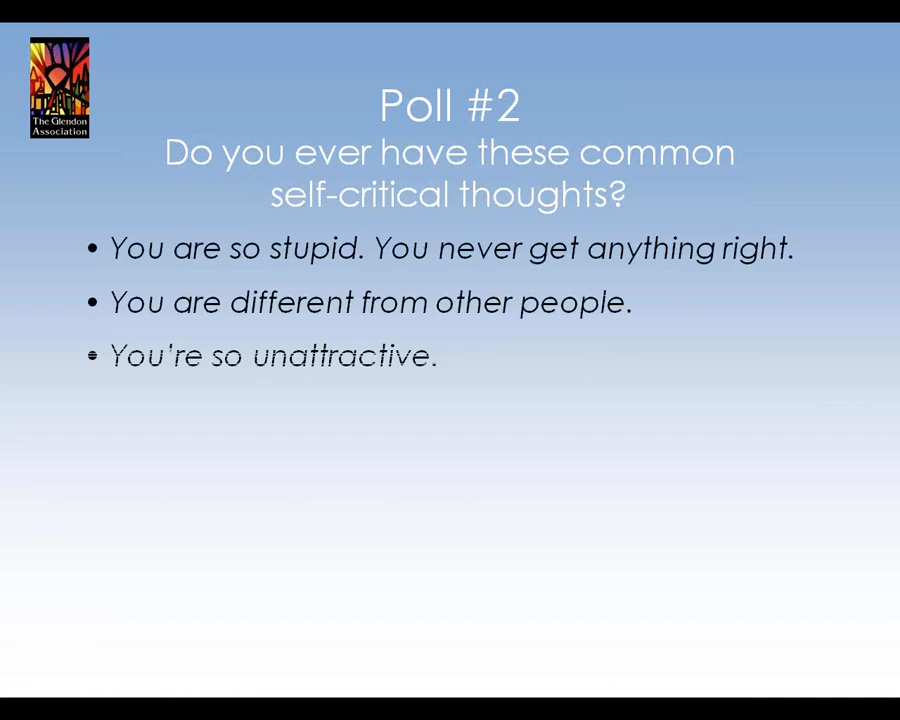 The Glendon
Association
Poll #2
Do you ever have these common
self-critical thoughts?
• You are so stupid. You never get anything right.
• You are different from other people.
• You're so unattractive.